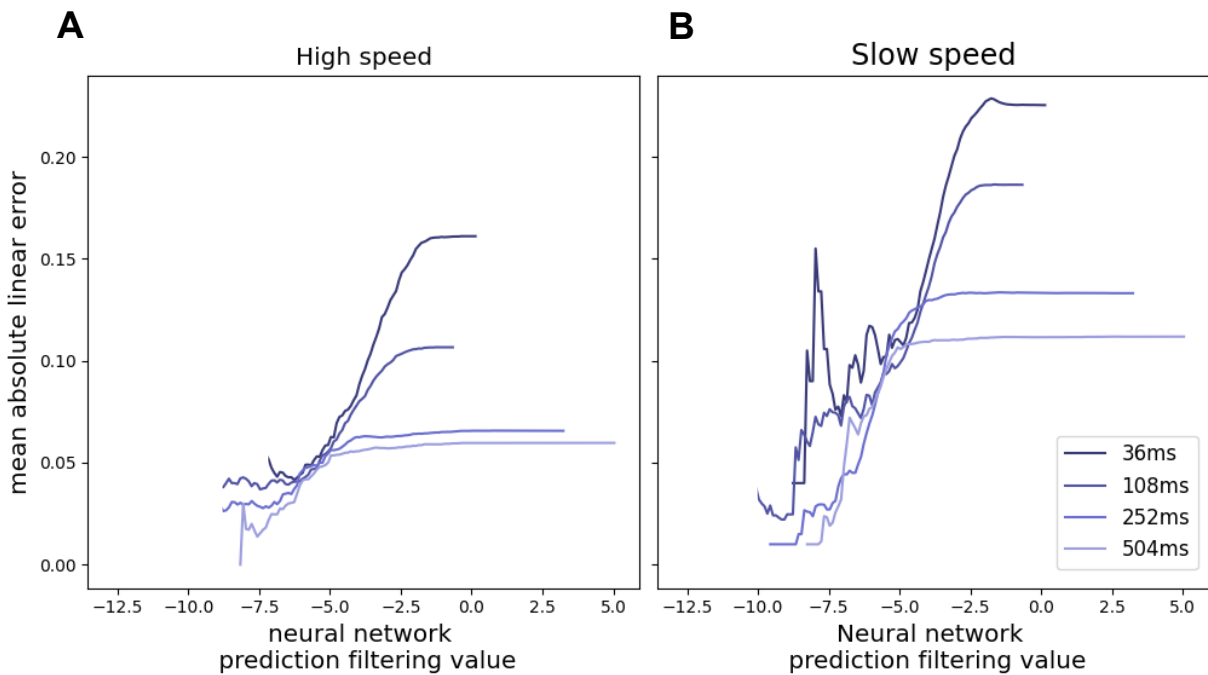 A
High speed
mean absolute linear error
0.20
0.15
0.10
0.05
0.00
−12.5 −10.0 −7.5 −5.0 −2.5 0.0 2.5 5.0
neural network
prediction filtering value
B
Slow speed
36ms
108ms
252ms
504ms
−12.5 −10.0 −7.5 −5.0 −2.5 0.0 2.5 5.0
Neural network
prediction filtering value